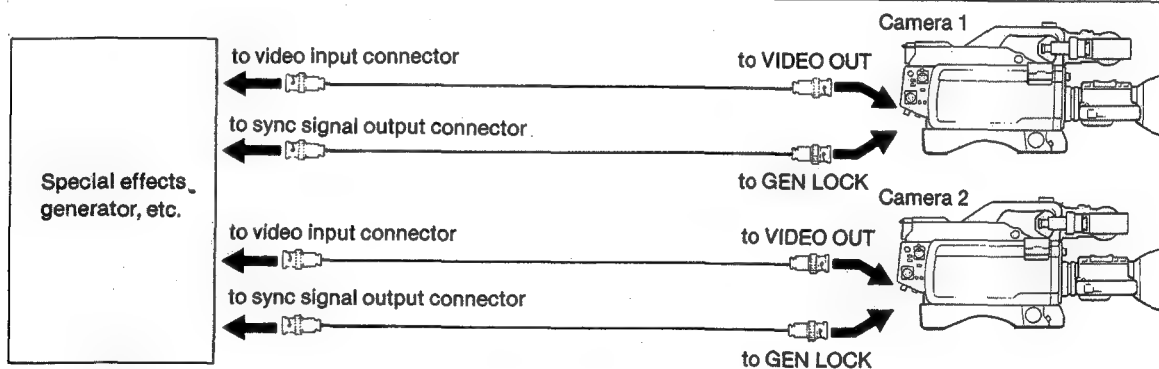 Camera 1
to video input connector
to VIDEO OUT
to sync signal output connector
to GEN LOCK
Special effects
generator, etc.
Camera 2
to video input connector
to VIDEO OUT
to sync signal output connector
to GEN LOCK